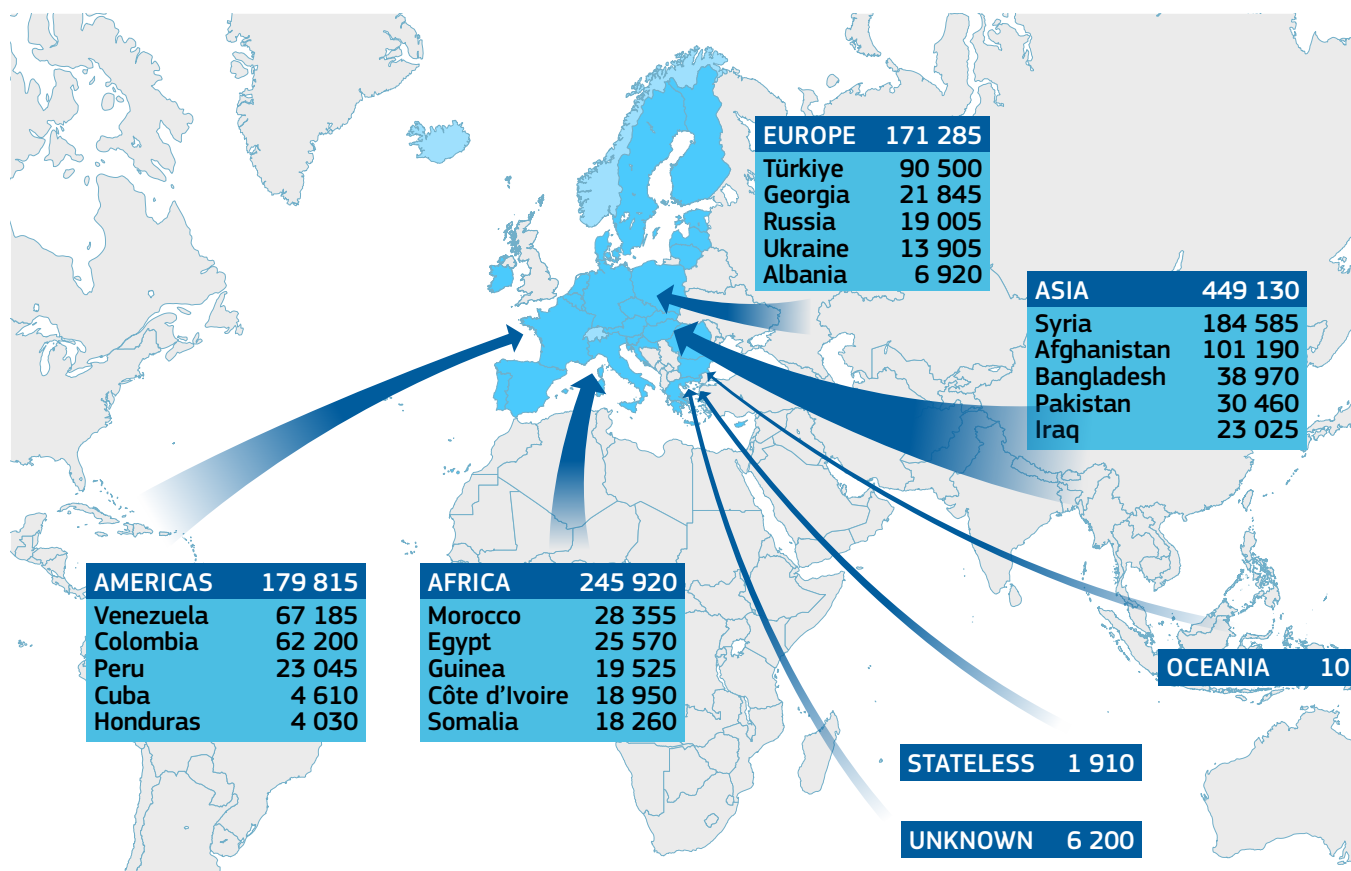 EUROPE 171 285
Türkiye 90 500
Georgia 21 845
Russia 19 005
Ukraine 13 905
Albania 6 920
ASIA 449 130
Syria 184 585
Afghanistan 101 190
Bangladesh 38 970
Pakistan 30 460
Iraq 23 025
AMERICAS 179 815
Venezuela 67 185
Colombia 62 200
Peru 23 045
Cuba 4 610
Honduras 4 030
AFRICA 245 920
Morocco 28 355
Egypt 25 570
Guinea 19 525
Côte d’Ivoire 18 950
Somalia 18 260
OCEANIA 10
STATELESS 1 910
UNKNOWN 6 200